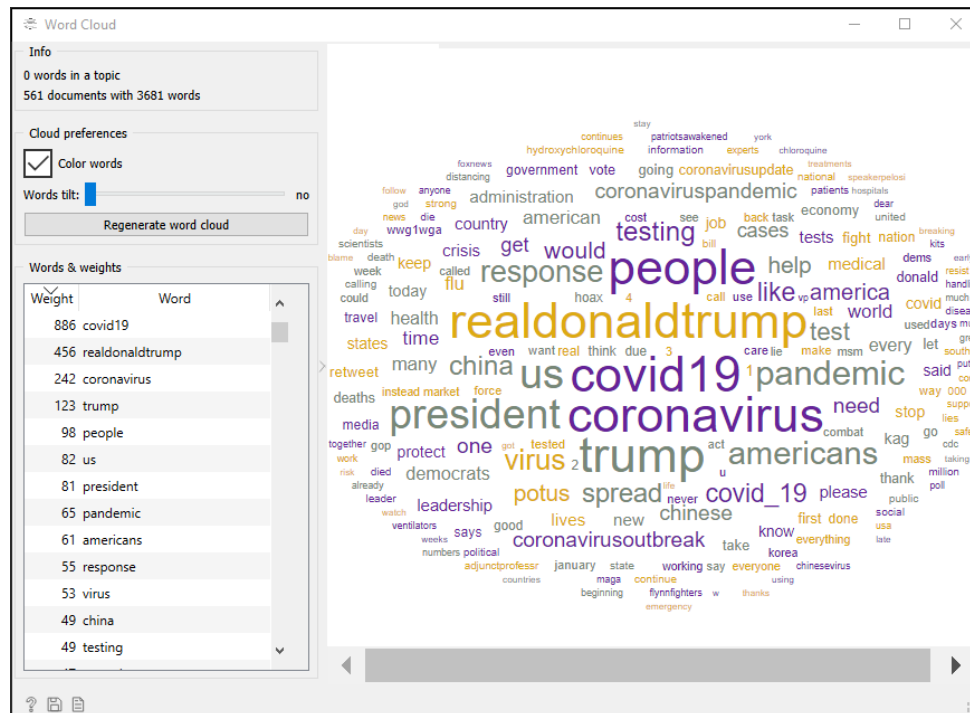 Word Cloud
Info
0 words in a topic
561 documents with 3681 words
Cloud preferences
Color words
Words tilt: no
Regenerate word cloud
Words & weights
Weight Word
886 covid19
456 realdonaldtrump
242 coronavirus
123 trump
98 people
82 us
81 president
65 pandemic
61 americans
55 response
53 virus
49 china
49 testing
stay
continues patriotsawakened york
hydroxychloroquine information experts chloroquine
foxnews government vote going coronavirusupdate treatments
distancing national speakerpelosi
follow anyone administration coronaviruspandemic patients hospitals
god strong american cost see job back task economy dear
news die wwg1wga country testing cases united
day crisis get would bill tests fight nation breaking
scientists death keep called response people help medical dems kits
blame week flu like donald
calling today still hoax 4 call use vp america covid
could last
travel health realdonaldtrump test world used days
states time even want real think due 3 care lie make msm every let
many china us covid19 1 pandemic said
retweet instead market force way 000
deaths president coronavirus need stop lies
media combat
together gop protect one got tested trump act americans kag go cdc
work virus 2 mass taking
risk died democrats u thank million
already life poll
leader leadership potus spread never covid_19 please public
watch chinese social
ventilators says good lives new know first done usa
weeks coronavirusoutbreak take everything late
numbers political korea
adjunctprofessr january state working say everyone chinesevirus
countries maga continue using
beginning flynnfighters w thanks
emergency